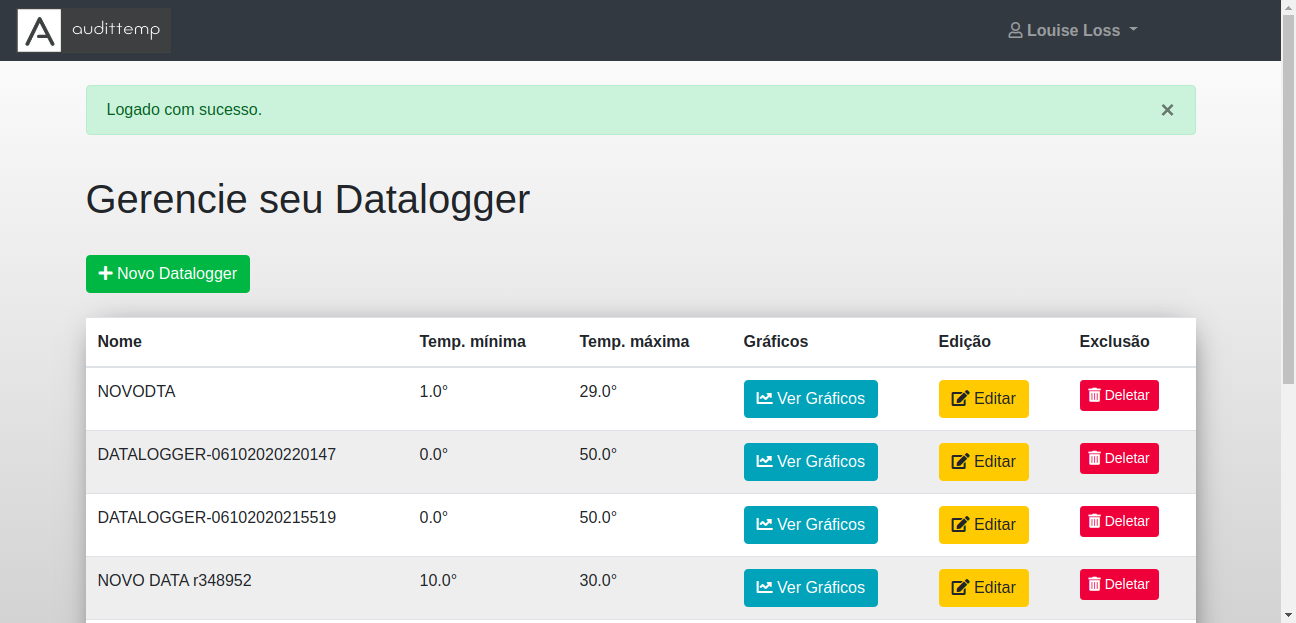 A audittemp
Louise Loss
Logado com sucesso. ×
Gerencie seu Datalogger
Novo Datalogger
Nome Temp. mínima Temp. máxima Gráficos Edição Exclusão
NOVODTA 1.0° 29.0° Ver Gráficos Editar Deletar
DATALOGGER-06102020220147 0.0° 50.0° Ver Gráficos Editar Deletar
DATALOGGER-06102020215519 0.0° 50.0° Ver Gráficos Editar Deletar
NOVO DATA r348952 10.0° 30.0° Ver Gráficos Editar Deletar